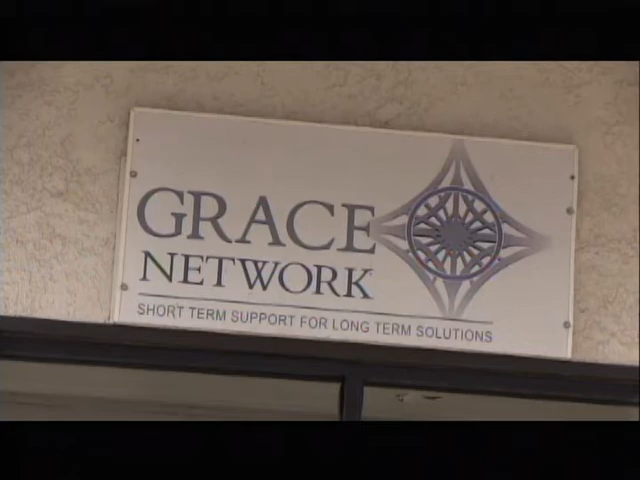 GRACE
NETWORK
SHORT TERM SUPPORT FOR LONG TERM SOLUTIONS